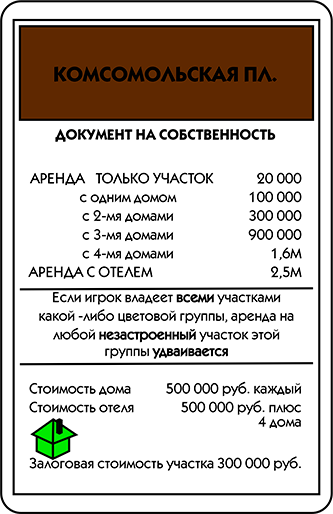 КОМСОМОЛЬСКАЯ ПЛ.
ДОКУМЕНТ НА СОБСТВЕННОСТЬ
АРЕНДА ТОЛЬКО УЧАСТОК 20 000
с одним домом 100 000
с 2-мя домами 300 000
с 3-мя домами 900 000
с 4-мя домами 1,6М
АРЕНДА С ОТЕЛЕМ 2,5М
Если игрок владеет всеми участками
какой -либо цветовой группы, аренда на
любой незастроенный участок этой
группы удваивается
Стоимость дома 500 000 руб. каждый
Стоимость отеля 500 000 руб. плюс
4 дома
Залоговая стоимость участка 300 000 руб.